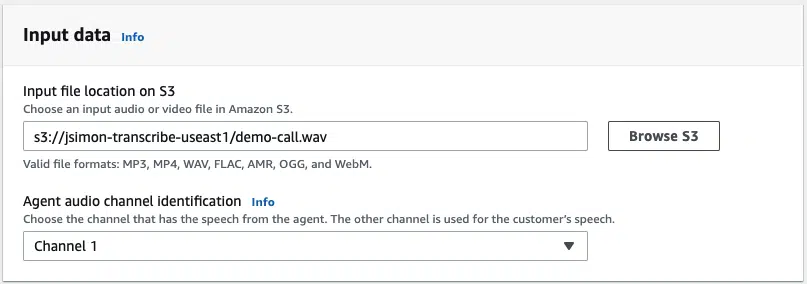 Input data Info
Input file location on S3
Choose an input audio or video file in Amazon S3.
s3://jsimon-transcribe-useast1/demo-call.wav
Browse S3
Valid file formats: MP3, MP4, WAV, FLAC, AMR, OGG, and WebM.
Agent audio channel identification Info
Choose the channel that has the speech from the agent. The other channel is used for the customer's speech.
Channel 1